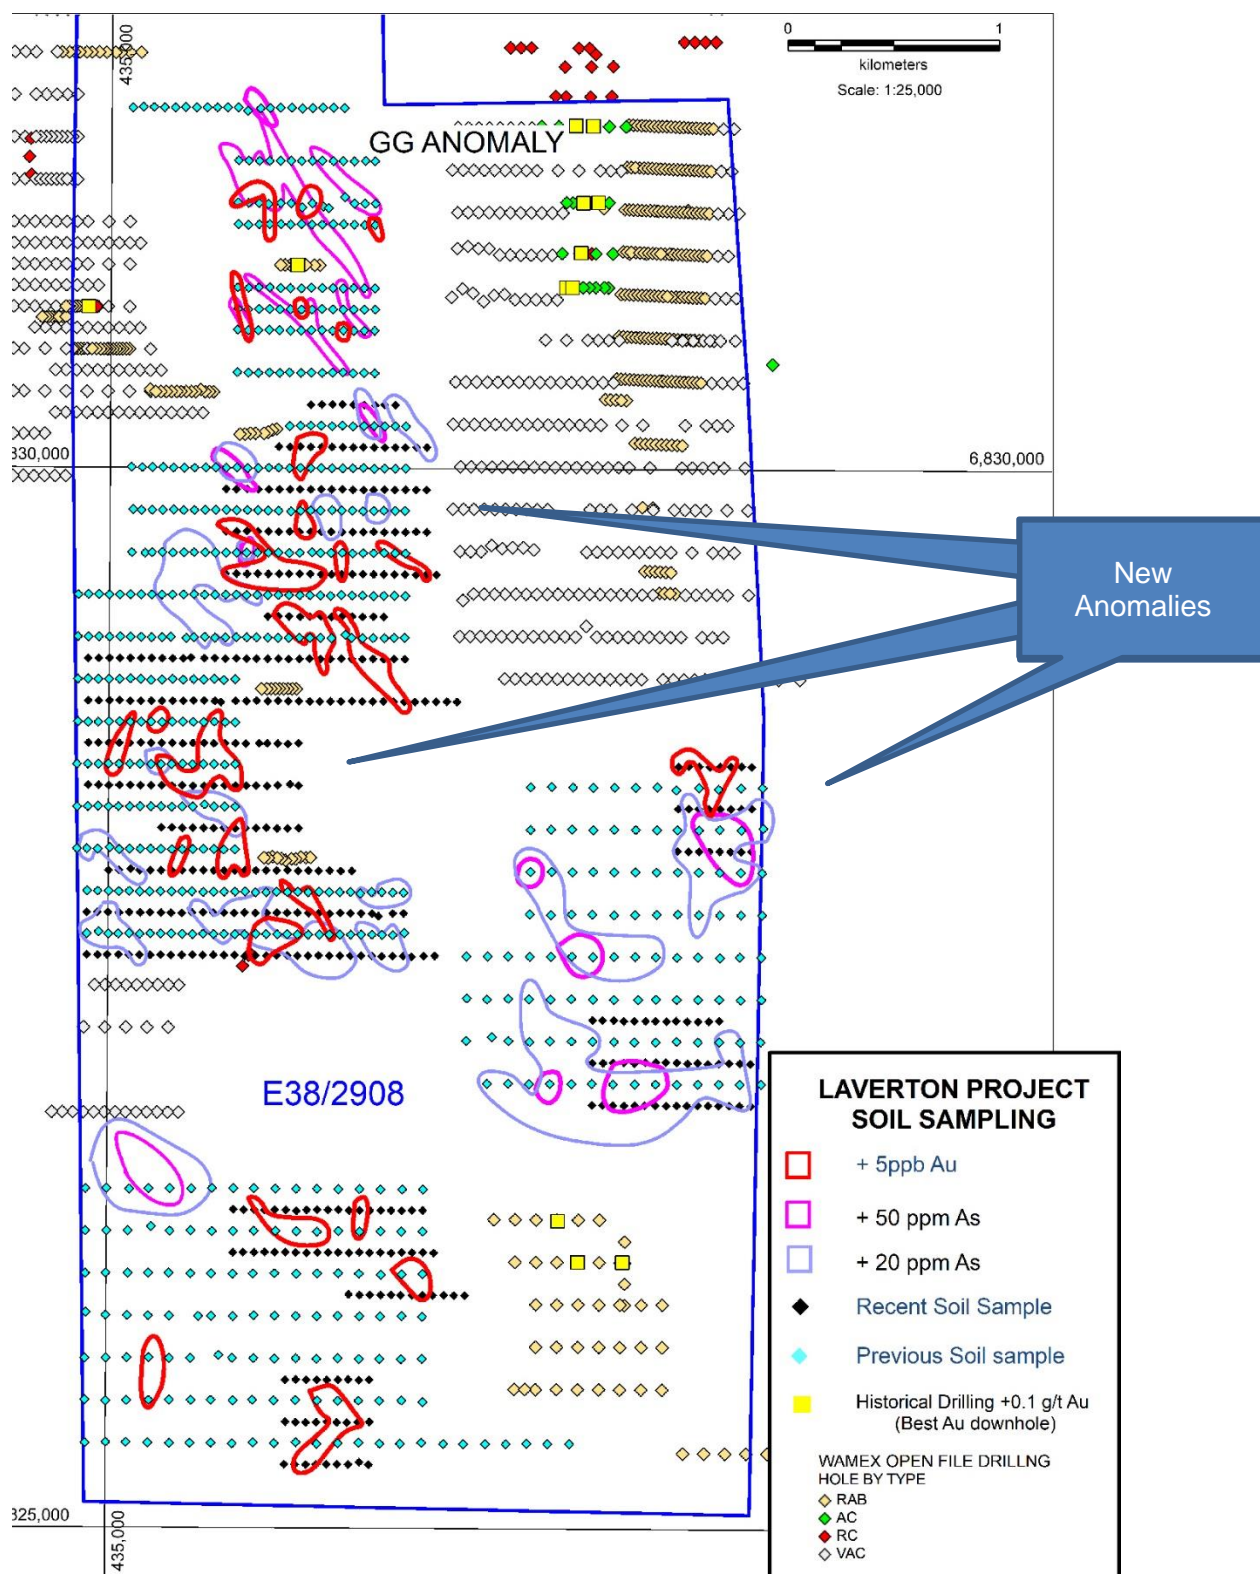 435,000
0 1
kilometers
Scale: 1:25,000
GG ANOMALY
330,000
6,830,000
New
Anomalies
E38/2908
LAVERTON PROJECT
SOIL SAMPLING
+ 5ppb Au
+ 50 ppm As
+ 20 ppm As
Recent Soil Sample
Previous Soil sample
Historical Drilling +0.1 g/t Au
(Best Au downhole)
WAMEX OPEN FILE DRILLNG
HOLE BY TYPE
RAB
AC
RC
VAC
325,000
435,000